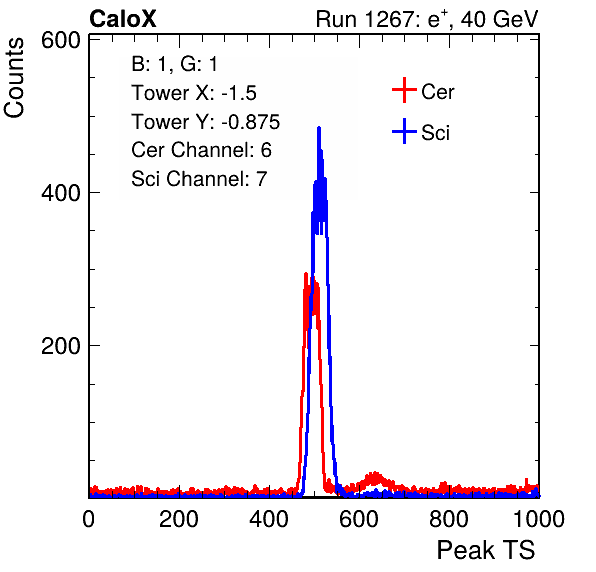 CaloX Run 1267: e⁺, 40 GeV
Counts
600
400
200
B: 1, G: 1
Tower X: -1.5
Tower Y: -0.875
Cer Channel: 6
Sci Channel: 7
Cer
Sci
0 200 400 600 800 1000
Peak TS